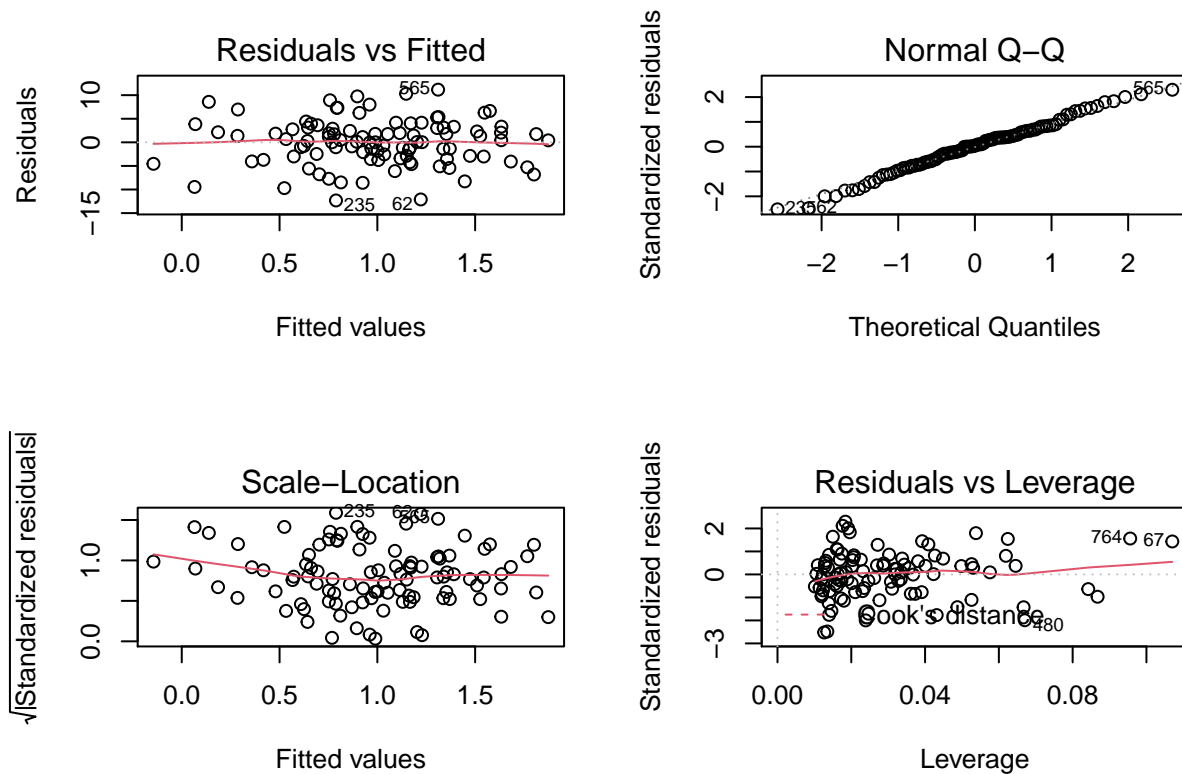 Residuals vs Fitted
Residuals
10
0
−15
565
235
62
0.0 0.5 1.0 1.5
Fitted values
Normal Q−Q
Standardized residuals
2
0
−2
565
235
62
−2 −1 0 1 2
Theoretical Quantiles
Scale−Location
√|Standardized residuals|
1.0
0.0
235
62
565
0.0 0.5 1.0 1.5
Fitted values
Residuals vs Leverage
Standardized residuals
2
0
−3
764
67
Cook's distance
480
0.00 0.04 0.08
Leverage